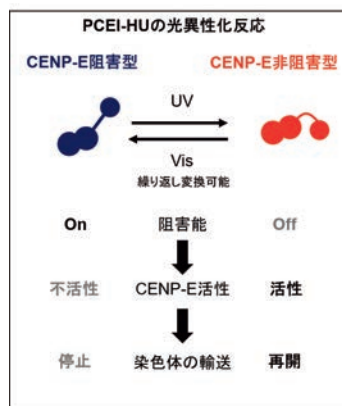 PCEI-HUの光異性化反応
CENP-E阻害型 CENP-E非阻害型
UV
Vis
繰り返し変換可能
On 阻害能 Off
不活性 CENP-E活性 活性
停止 染色体の輸送 再開